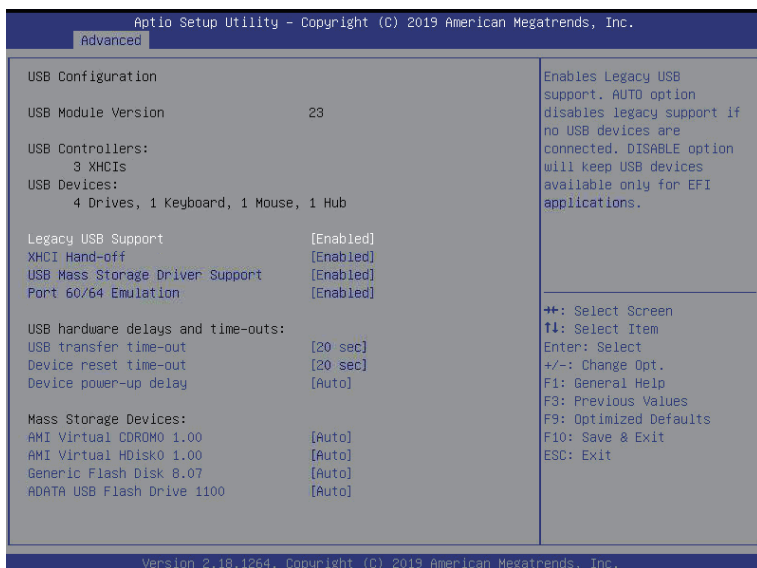 Aptio Setup Utility – Copyright (C) 2019 American Megatrends, Inc.
Advanced
USB Configuration
USB Module Version 23
USB Controllers:
3 XHCIs
USB Devices:
4 Drives, 1 Keyboard, 1 Mouse, 1 Hub
Legacy USB Support [Enabled]
XHCI Hand-off [Enabled]
USB Mass Storage Driver Support [Enabled]
Port 60/64 Emulation [Enabled]
USB hardware delays and time-outs:
USB transfer time-out [20 sec]
Device reset time-out [20 sec]
Device power-up delay [Auto]
Mass Storage Devices:
AMI Virtual CDROM0 1.00 [Auto]
AMI Virtual HDisk0 1.00 [Auto]
Generic Flash Disk 8.07 [Auto]
ADATA USB Flash Drive 1100 [Auto]
Enables Legacy USB
support. AUTO option
disables legacy support if
no USB devices are
connected. DISABLE option
will keep USB devices
available only for EFI
applications.
→←: Select Screen
↑↓: Select Item
Enter: Select
+/-: Change Opt.
F1: General Help
F3: Previous Values
F9: Optimized Defaults
F10: Save & Exit
ESC: Exit
Version 2.18.1264. Copyright (C) 2019 American Megatrends, Inc.